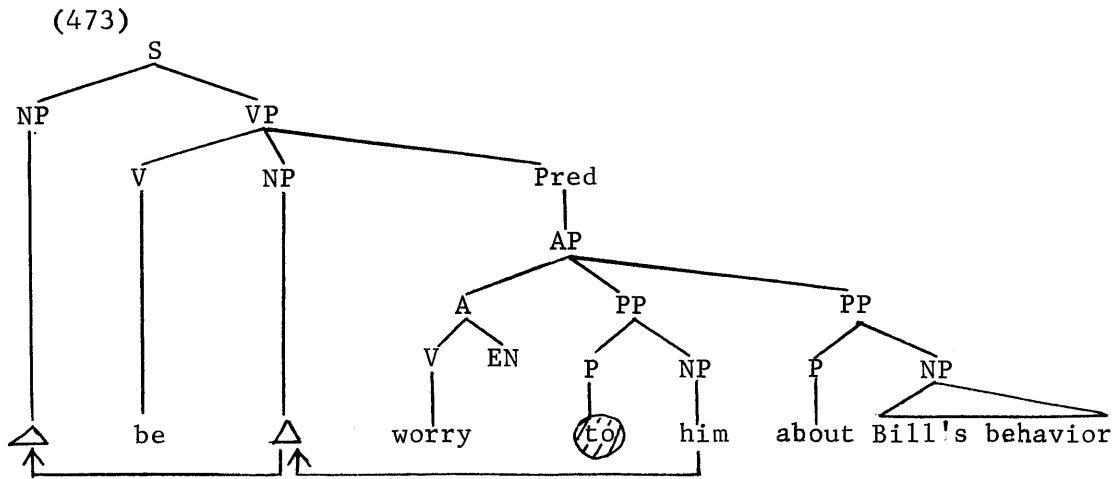 (473)
S
NP VP
V NP Pred
AP
A PP PP
V EN P NP P NP
be worry to him about Bill's behavior